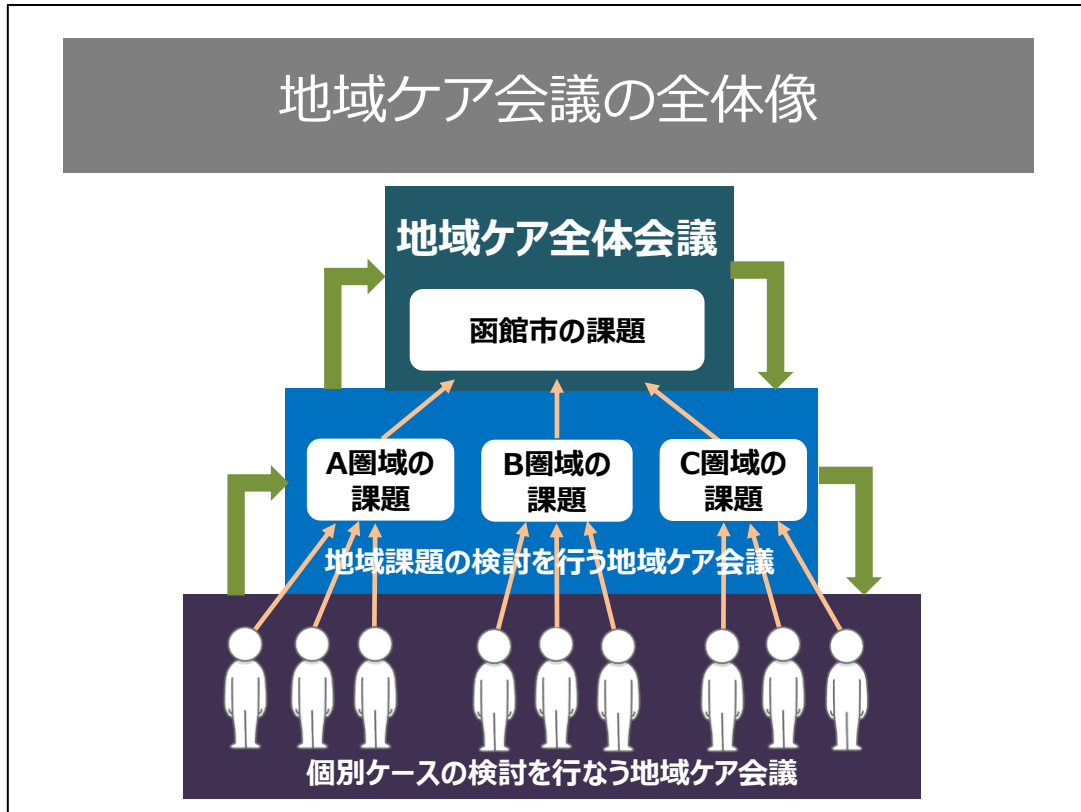 地域ケア会議の全体像
地域ケア全体会議
函館市の課題
A圏域の
課題
B圏域の
課題
C圏域の
課題
地域課題の検討を行う地域ケア会議
個別ケースの検討を行なう地域ケア会議